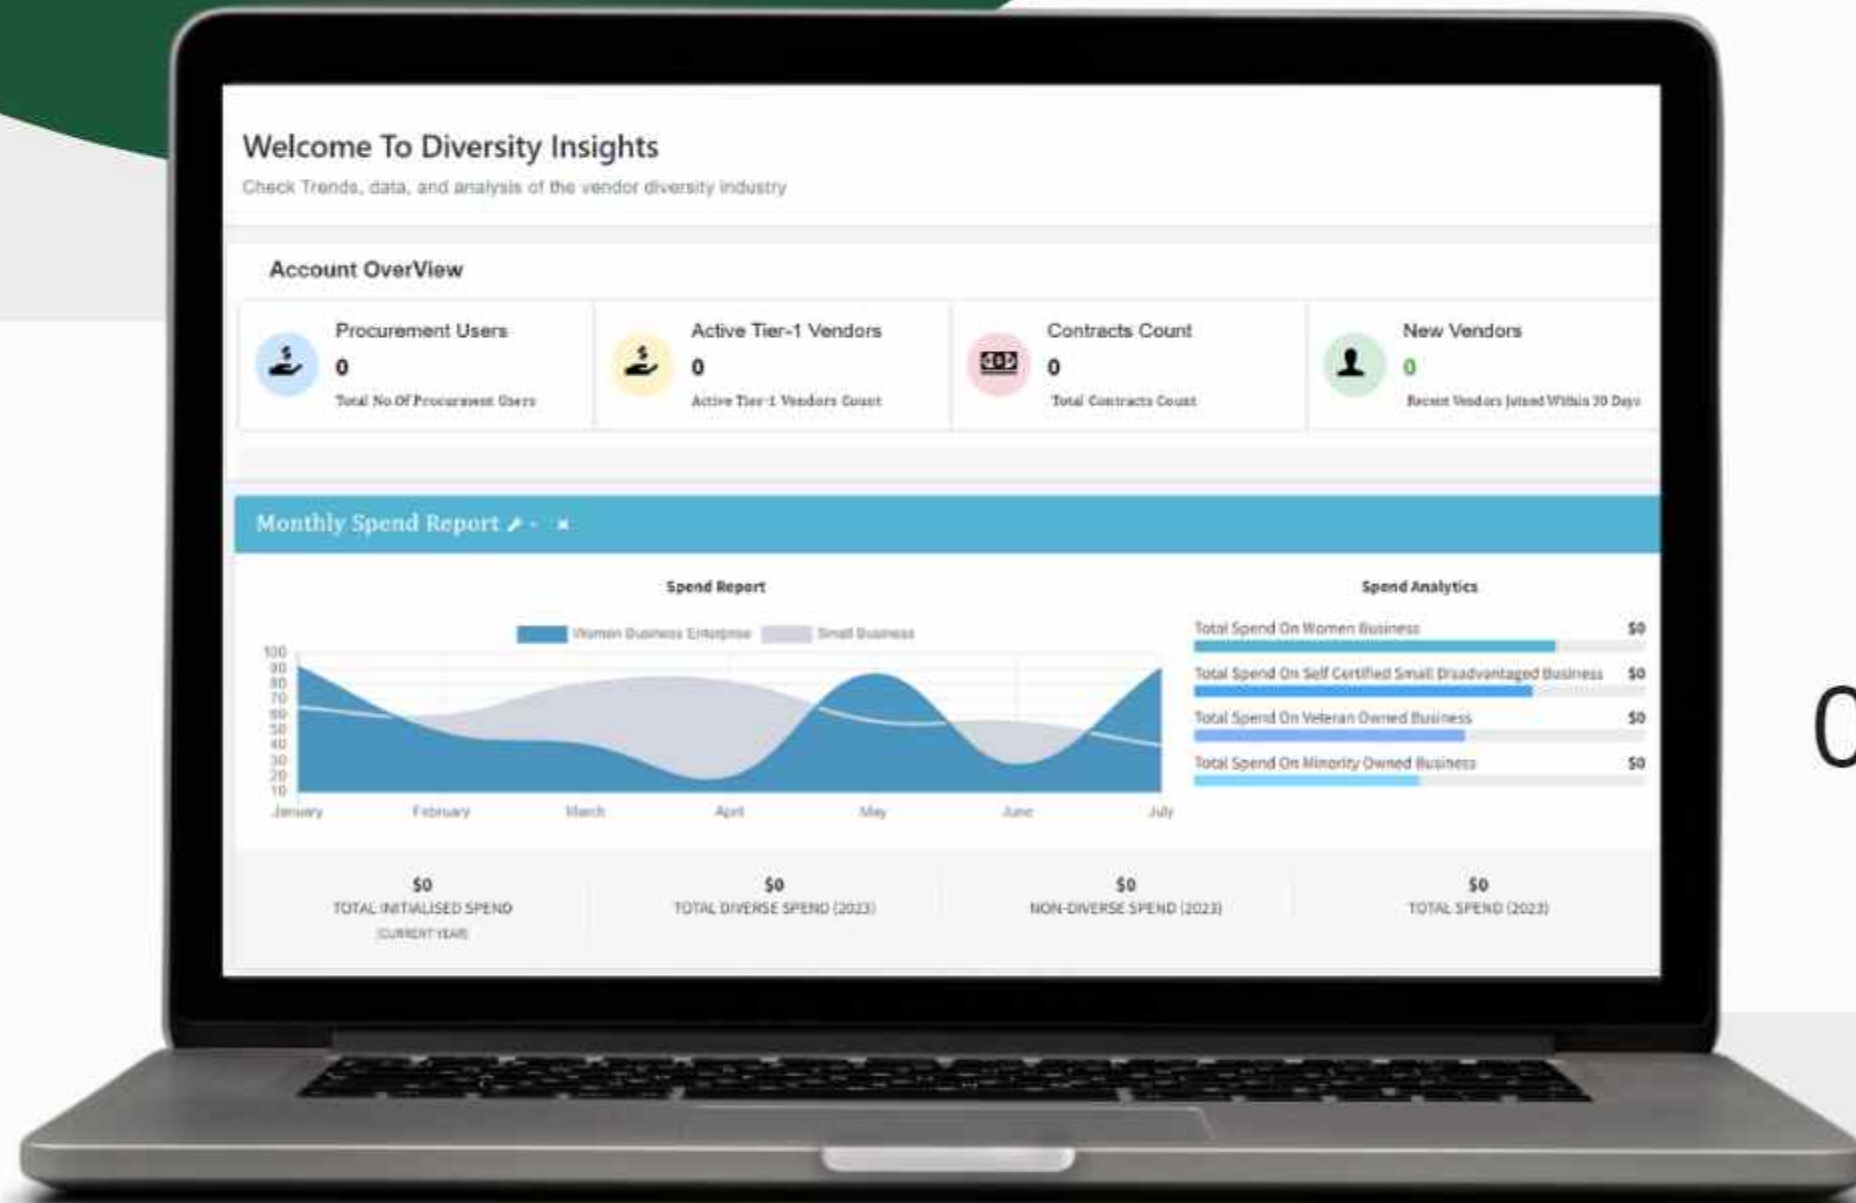 Welcome To Diversity Insights
Check Trends, data, and analysis of the vendor diversity industry
Account OverView
Procurement Users
0
Total No.Of Procurment Users
Active Tier-1 Vendors
0
Active Tier-1 Vendors Count
Contracts Count
0
Total Contracts Count
New Vendors
0
Recent Vendors Joined Within 30 Days
Monthly Spend Report
Spend Report
Women Business Enterprise Small Business
100
90
80
70
60
50
40
30
20
10
January February March April May June July
Spend Analytics
Total Spend On Women Business $0
Total Spend On Self Certified Small Disadvantaged Business $0
Total Spend On Veteran Owned Business $0
Total Spend On Minority Owned Business $0
$0
TOTAL INITIALISED SPEND
(CURRENT YEAR)
$0
TOTAL DIVERSE SPEND (2023)
$0
NON-DIVERSE SPEND (2023)
$0
TOTAL SPEND (2023)